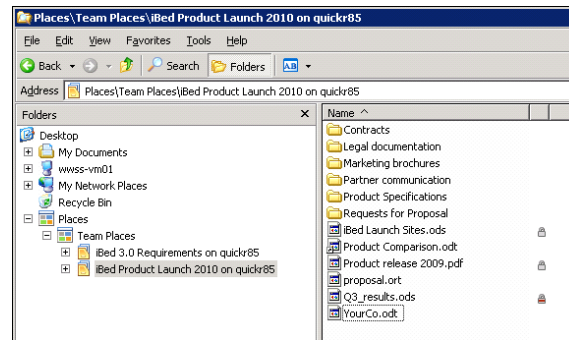 Places\Team Places\iBed Product Launch 2010 on quickr85
File Edit View Favorites Tools Help
Back Search Folders AB
Address Places\Team Places\iBed Product Launch 2010 on quickr85
Folders x Name
Desktop
My Documents
wwss-vm01
My Network Places
Recycle Bin
Places
Team Places
iBed 3.0 Requirements on quickr85
iBed Product Launch 2010 on quickr85
Contracts
Legal documentation
Marketing brochures
Partner communication
Product Specifications
Requests for Proposal
iBed Launch Sites.ods
Product Comparison.odt
Product release 2009.pdf
proposal.ort
Q3_results.ods
YourCo.odt